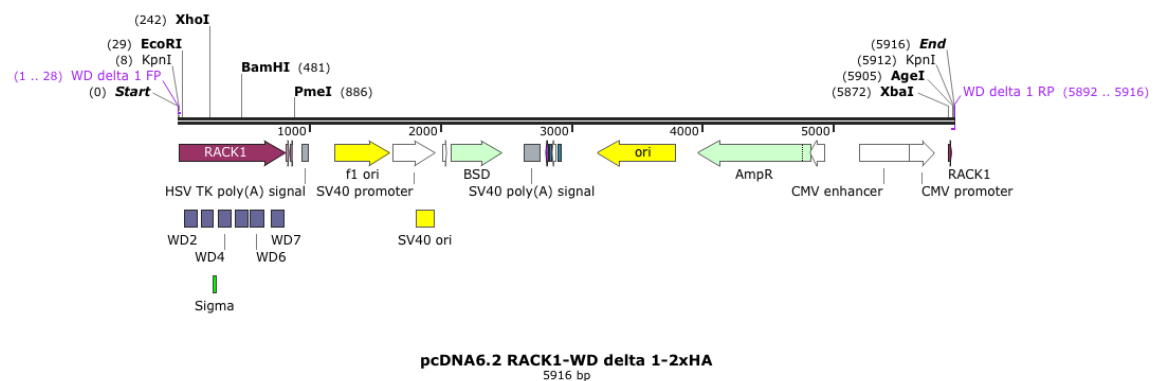 (242) XhoI
(29) EcoRI
(8) KpnI
(1 .. 28) WD delta 1 FP
(0) Start
BamHI (481)
PmeI (886)
(5916) End
(5912) KpnI
(5905) AgeI
(5872) XbaI
WD delta 1 RP (5892 .. 5916)
1000
2000
3000
4000
5000
RACK1
ori
HSV TK poly(A) signal
f1 ori
SV40 promoter
BSD
SV40 poly(A) signal
AmpR
CMV enhancer
RACK1
CMV promoter
WD2
WD4
WD6
WD7
SV40 ori
Sigma
pcDNA6.2 RACK1-WD delta 1-2xHA
5916 bp